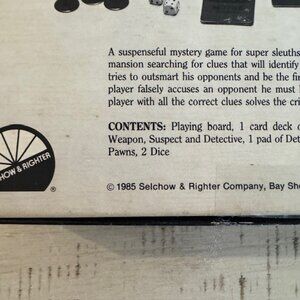 A suspenseful mystery game for super sleuths
mansion searching for clues that will identify
tries to outsmart his opponents and be the fir
player falsely accuses an opponent he must
player with all the correct clues solves the cri
CONTENTS: Playing board, 1 card deck o
Weapon, Suspect and Detective, 1 pad of Det
Pawns, 2 Dice
CHOW & RIGHTER
®
© 1985 Selchow & Righter Company, Bay Sho